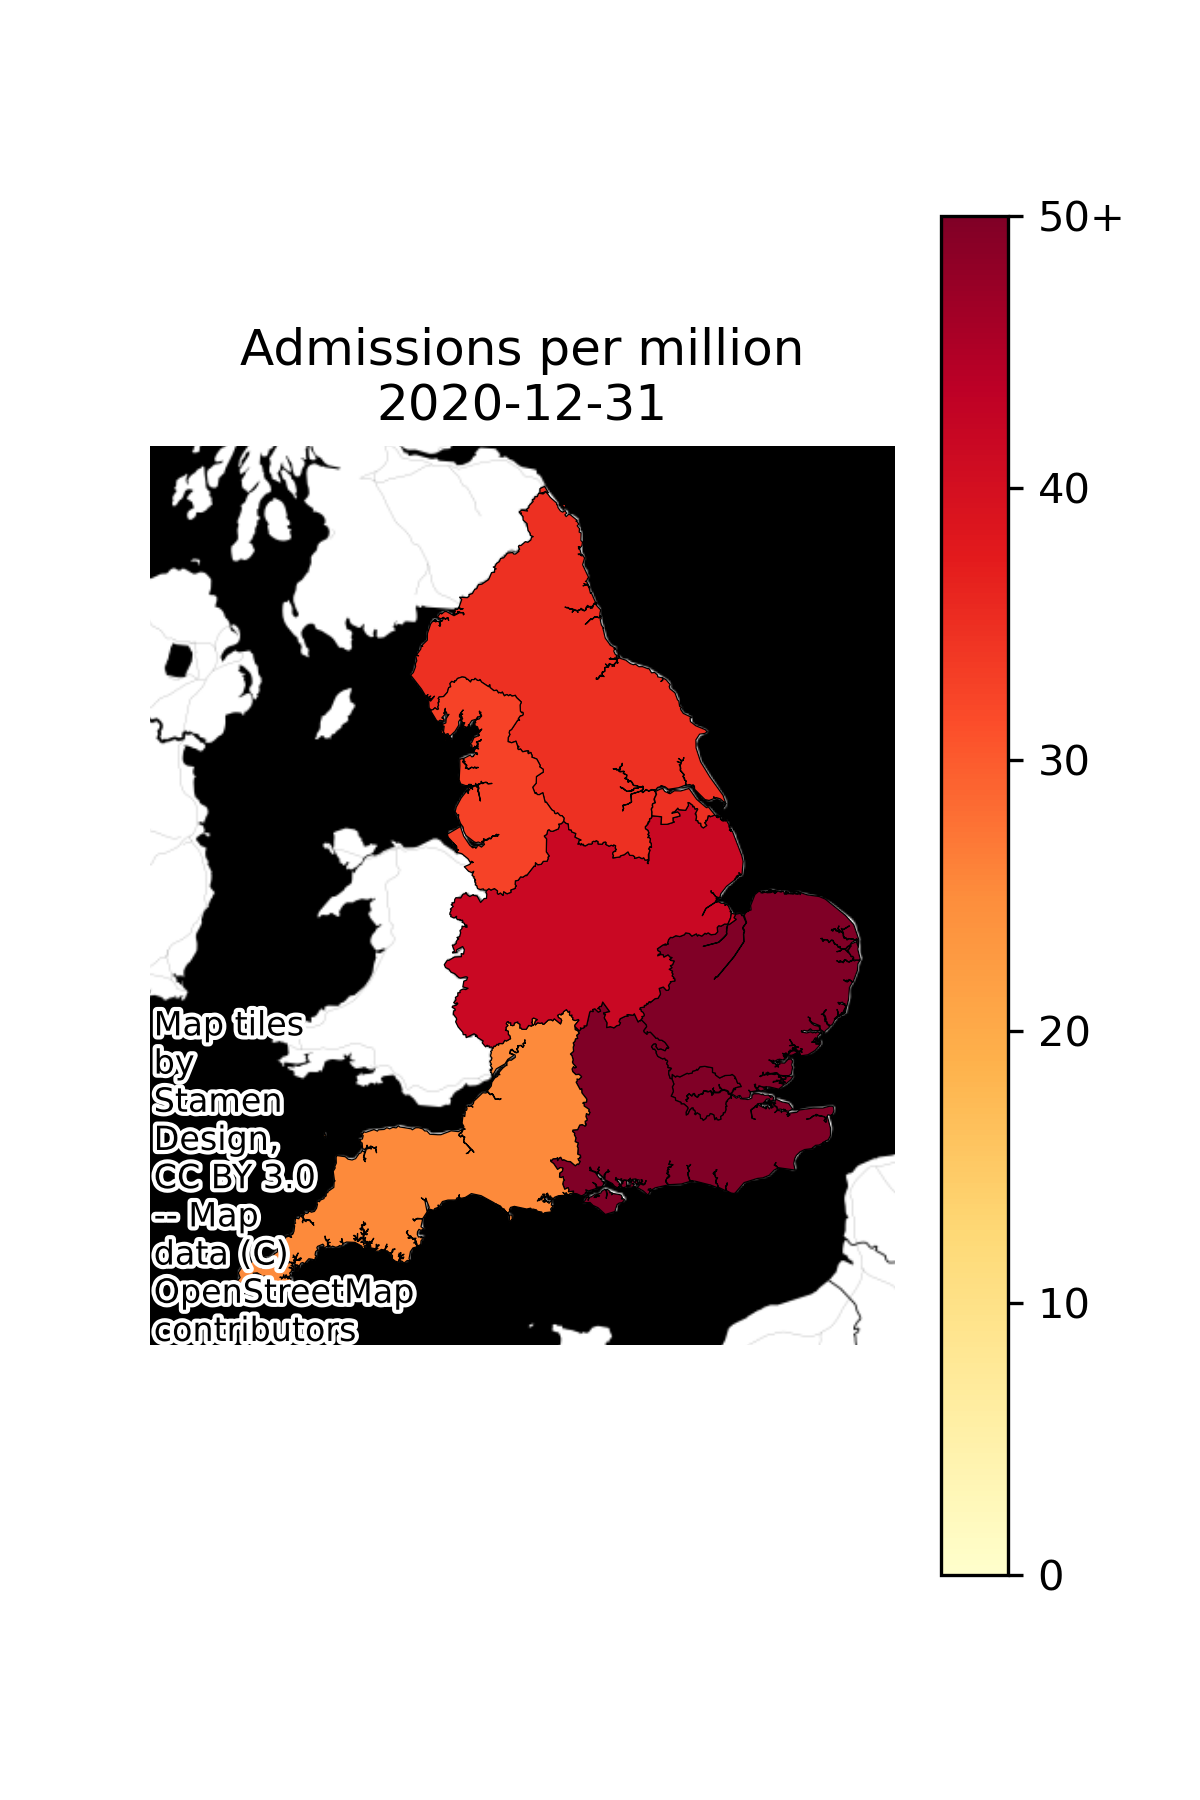 Admissions per million
2020-12-31
50+
40
30
20
10
0
Map tiles
by
Stamen
Design,
CC BY 3.0
-- Map
data (C)
OpenStreetMap
contributors